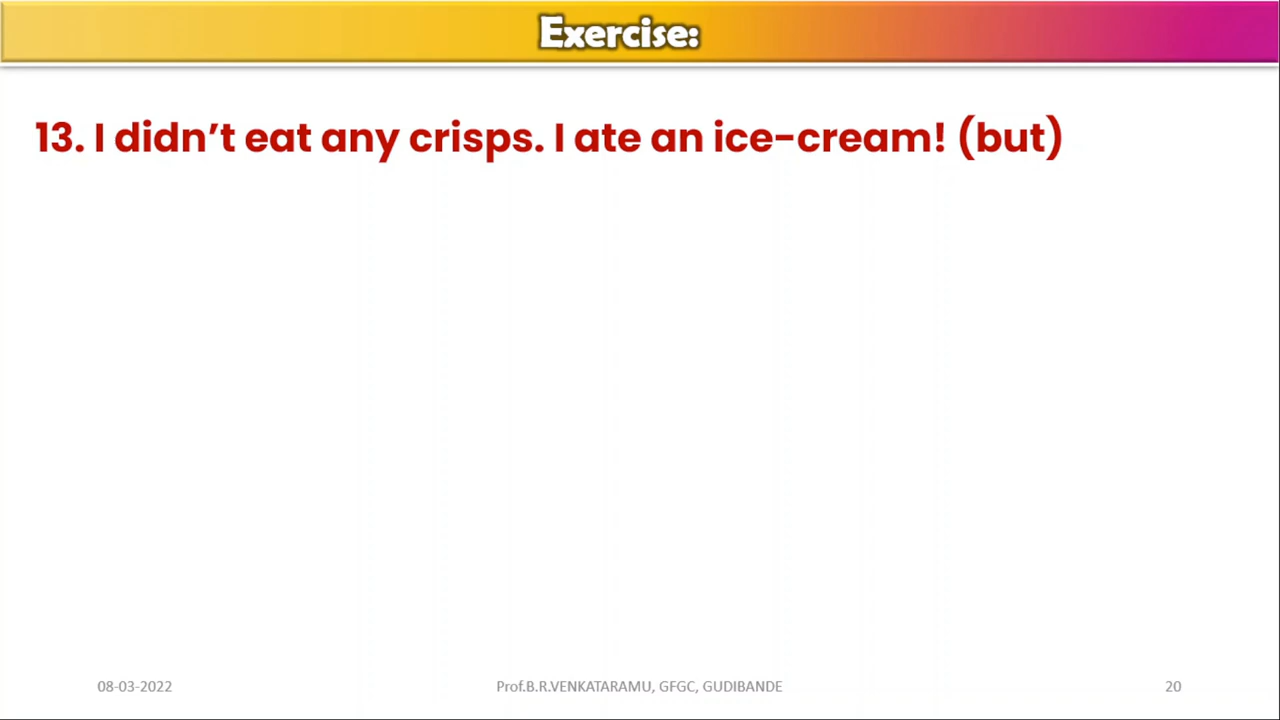 Exercise:
13. I didn’t eat any crisps. I ate an ice-cream! (but)
08-03-2022
Prof.B.R.VENKATARAMU, GFGC, GUDIBANDE
20